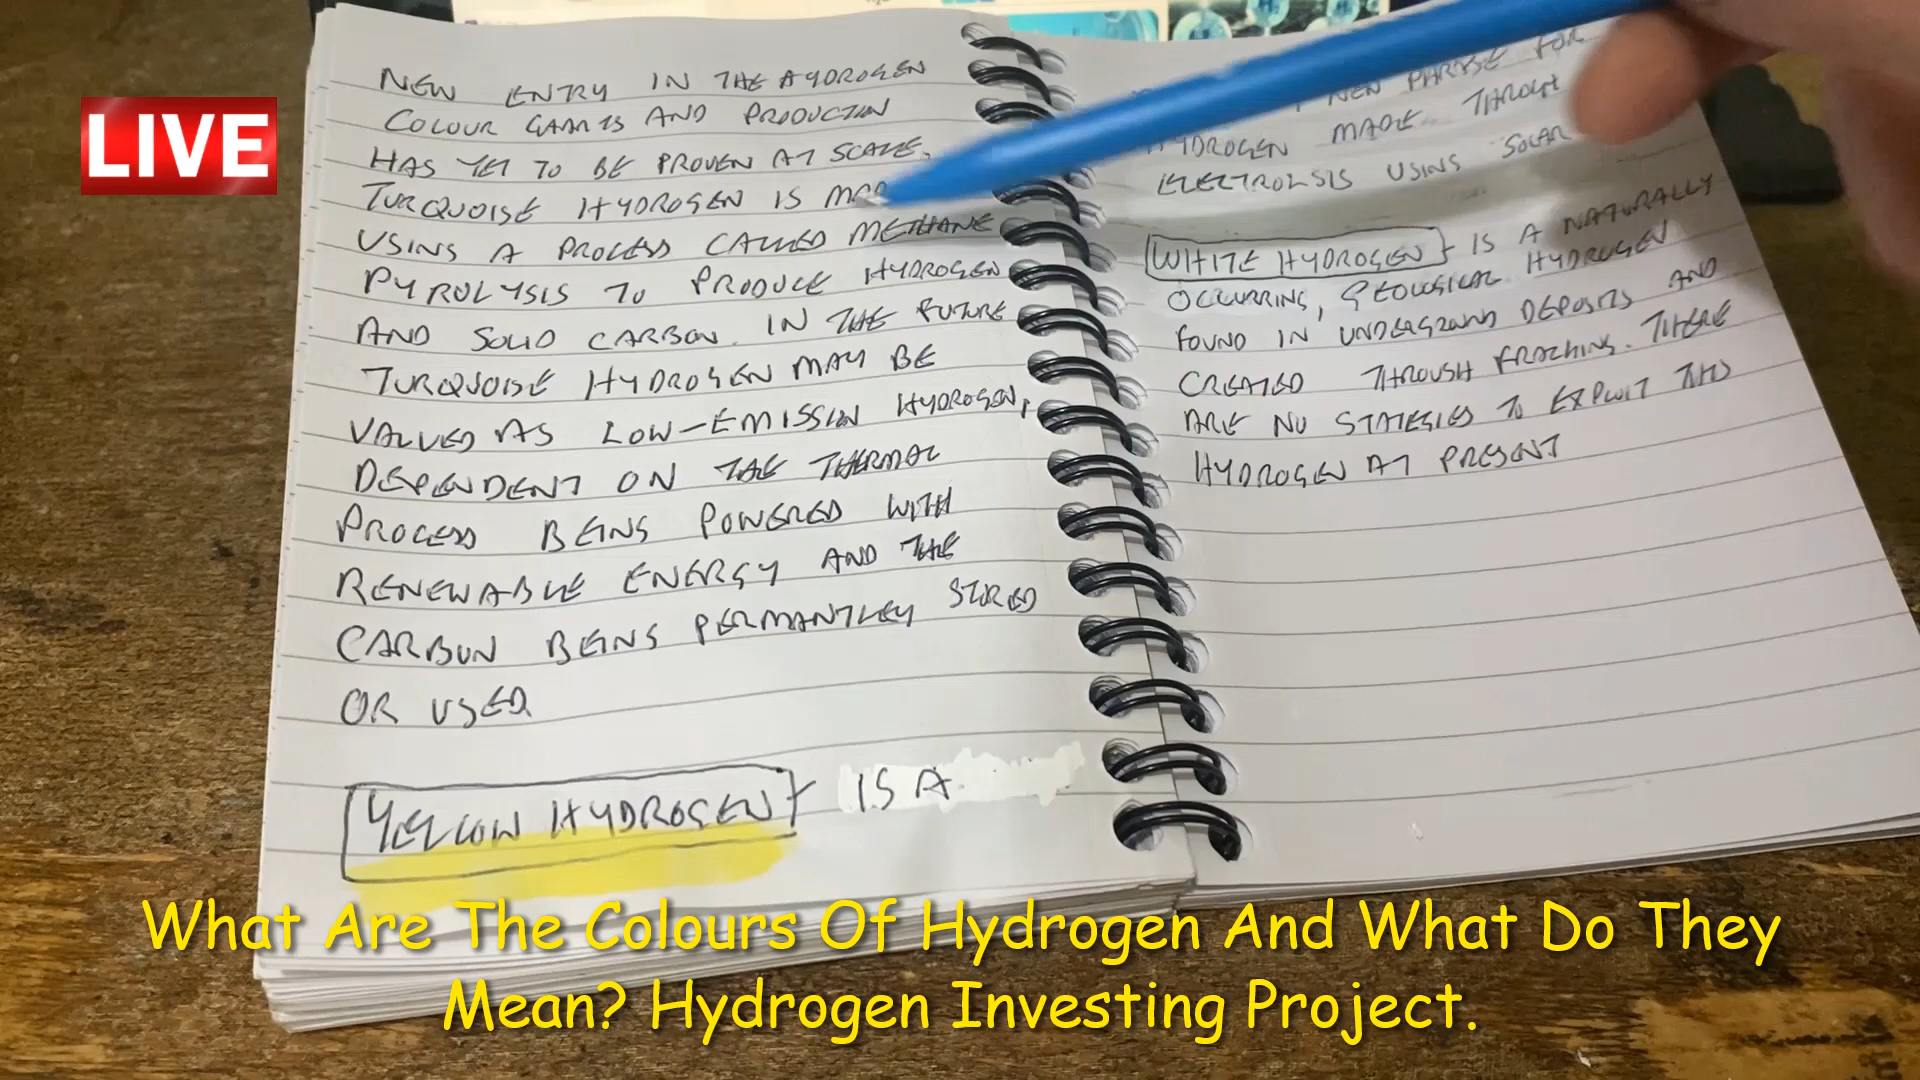 LIVE
NEW ENTRY IN THE HYDROGEN
COLOUR CHARTS AND PRODUCTION
HAS YET TO BE PROVEN AT SCALE.
TURQUOISE HYDROGEN IS
USING A PROCESS CALLED METHANE
PYROLYSIS TO PRODUCE HYDROGEN
AND SOLID CARBON. IN THE FUTURE
TURQUOISE HYDROGEN MAY BE
VALUED AS LOW-EMISSION HYDROGEN,
DEPENDENT ON THE THERMAL
PROCESS BEING POWERED WITH
RENEWABLE ENERGY AND THE
CARBON BEING PERMANTLEY STORED
OR USED
YELLOW HYDROGEN IS A
NEW PHRASE FOR
HYDROGEN MADE THROUGH
ELECTROLSIS USING SOLAR
WHITE HYDROGEN IS A NATURALLY
OCCURRING, GEOLOGICAL HYDROGEN
FOUND IN UNDERGROUND DEPOSITS AND
CREATED THROUGH FRACKING. THERE
ARE NO STATEGIES TO EXPLOIT THIS
HYDROGEN AT PRESENT
What Are The Colours Of Hydrogen And What Do They
Mean? Hydrogen Investing Project.